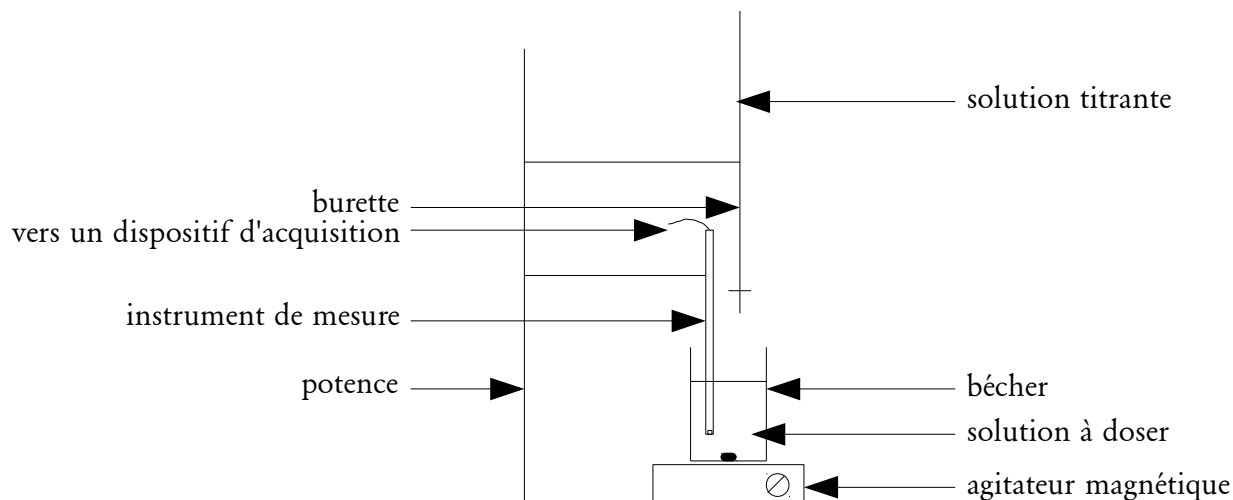 solution titrante
burette
vers un dispositif d'acquisition
instrument de mesure
potence
bécher
solution à doser
agitateur magnétique